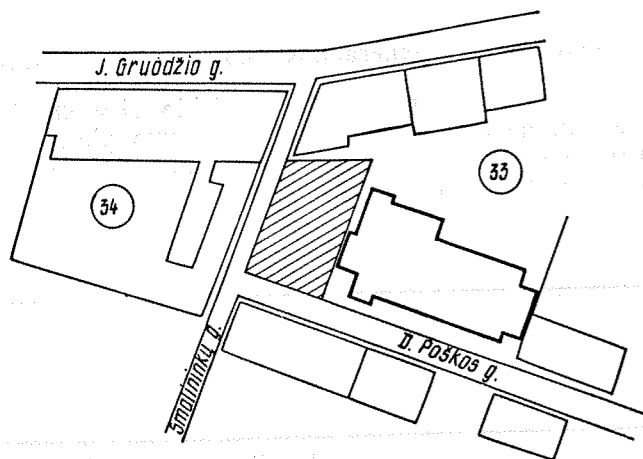 J. Gruodžio g.
33
34
D. Poškos g.
Smalininkų g.